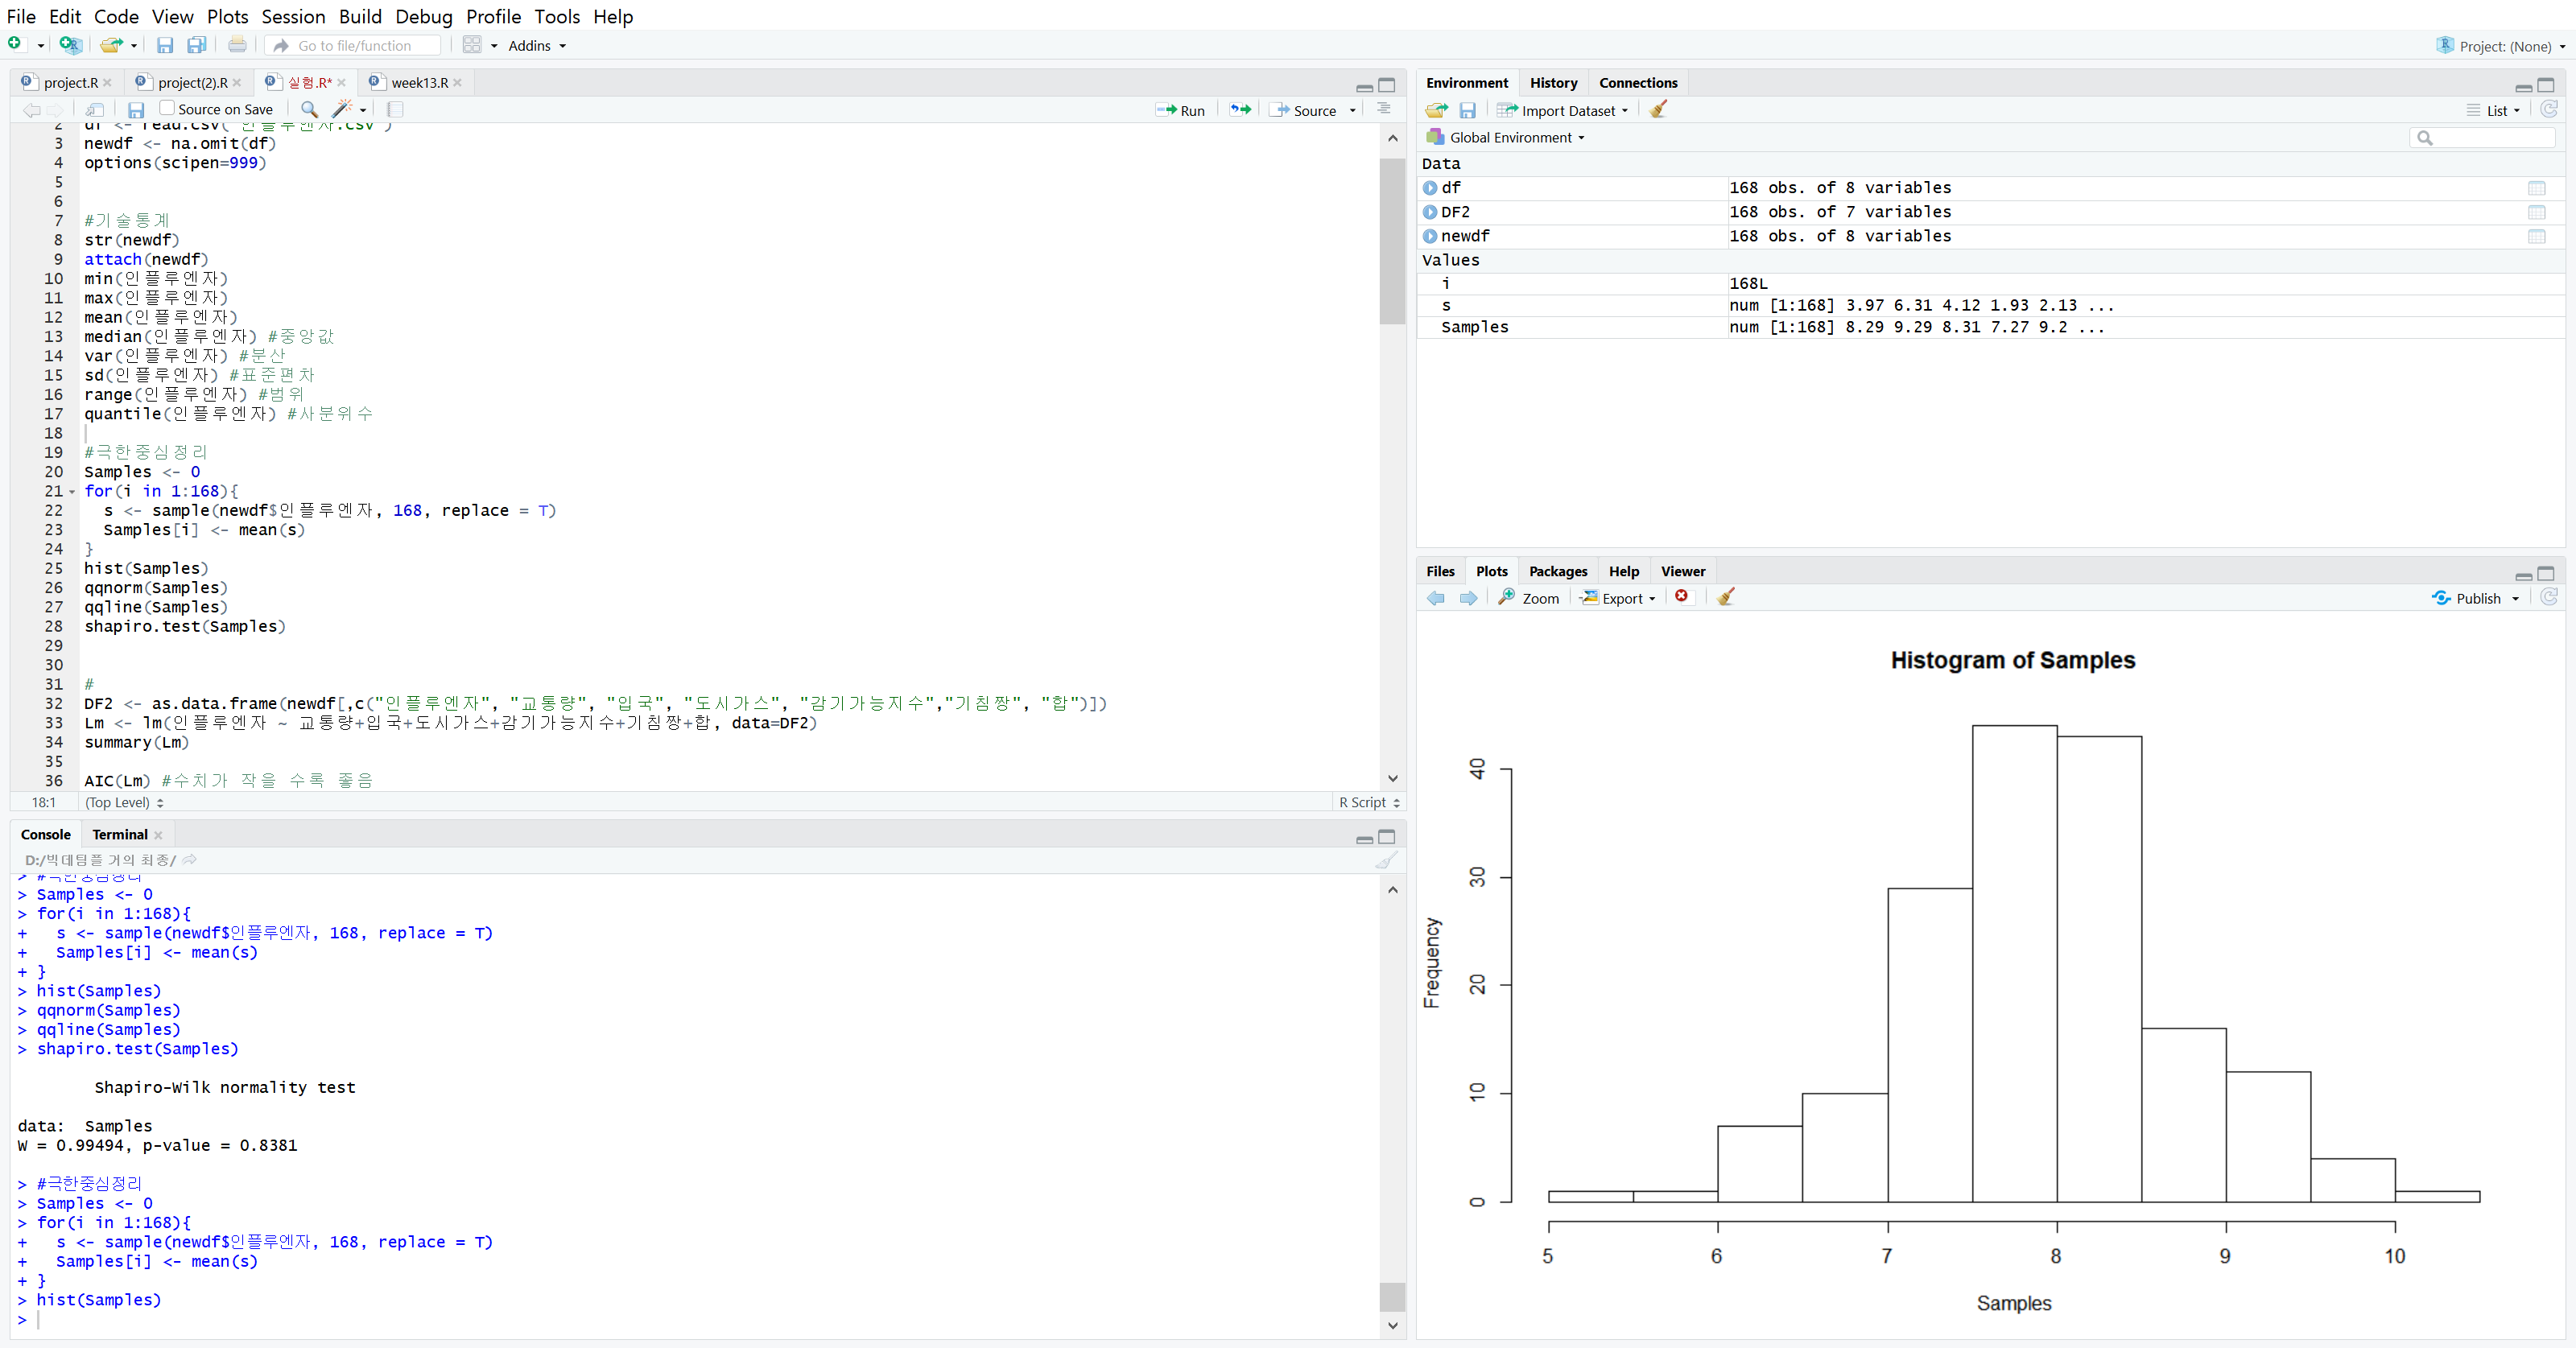 File Edit Code View Plots Session Build Debug Profile Tools Help
Go to file/function Addins Project: (None)
project.R project(2).R 실험.R* week13.R
Source on Save Run Source
2 df <- read.csv("인플루엔자.csv")
3 newdf <- na.omit(df)
4 options(scipen=999)
5
6
7 #기술통계
8 str(newdf)
9 attach(newdf)
10 min(인플루엔자)
11 max(인플루엔자)
12 mean(인플루엔자)
13 median(인플루엔자) #중앙값
14 var(인플루엔자) #분산
15 sd(인플루엔자) #표준편차
16 range(인플루엔자) #범위
17 quantile(인플루엔자) #사분위수
18
19 #극한중심정리
20 Samples <- 0
21 for(i in 1:168){
22 s <- sample(newdf$인플루엔자, 168, replace = T)
23 Samples[i] <- mean(s)
24 }
25 hist(Samples)
26 qqnorm(Samples)
27 qqline(Samples)
28 shapiro.test(Samples)
29
30
31 #
32 DF2 <- as.data.frame(newdf[,c("인플루엔자", "교통량", "입국", "도시가스", "감기가능지수","기침짱", "합")])
33 Lm <- lm(인플루엔자 ~ 교통량+입국+도시가스+감기가능지수+기침짱+합, data=DF2)
34 summary(Lm)
35
36 AIC(Lm) #수치가 작을 수록 좋음
18:1 (Top Level) R Script
Console Terminal
D:/빅데팀플 거의 최종/
> #극한중심정리
> Samples <- 0
> for(i in 1:168){
+ s <- sample(newdf$인플루엔자, 168, replace = T)
+ Samples[i] <- mean(s)
+ }
> hist(Samples)
> qqnorm(Samples)
> qqline(Samples)
> shapiro.test(Samples)
Shapiro-Wilk normality test
data: Samples
W = 0.99494, p-value = 0.8381
> #극한중심정리
> Samples <- 0
> for(i in 1:168){
+ s <- sample(newdf$인플루엔자, 168, replace = T)
+ Samples[i] <- mean(s)
+ }
> hist(Samples)
>
Environment History Connections
Import Dataset List
Global Environment
Data
df 168 obs. of 8 variables
DF2 168 obs. of 7 variables
newdf 168 obs. of 8 variables
Values
i 168L
s num [1:168] 3.97 6.31 4.12 1.93 2.13 ...
Samples num [1:168] 8.29 9.29 8.31 7.27 9.2 ...
Files Plots Packages Help Viewer
Zoom Export Publish
Histogram of Samples
Frequency
40
30
20
10
0
5 6 7 8 9 10
Samples